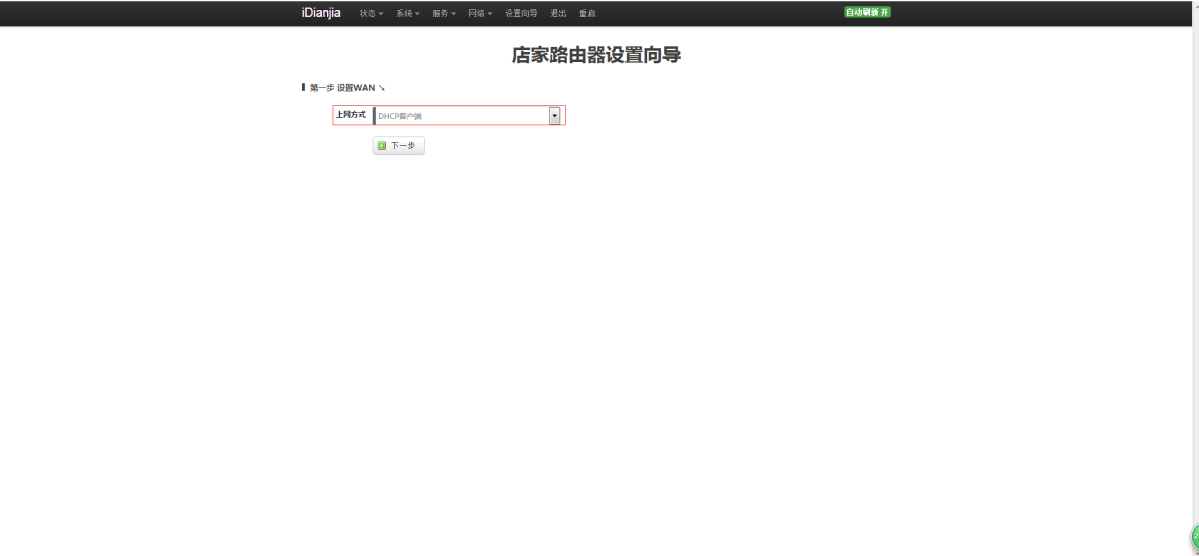 iDianjia 状态 系统 服务 网络 设置向导 退出 重启 自动刷新 开
店家路由器设置向导
第一步 设置WAN ↘
上网方式 DHCP客户端
下一步